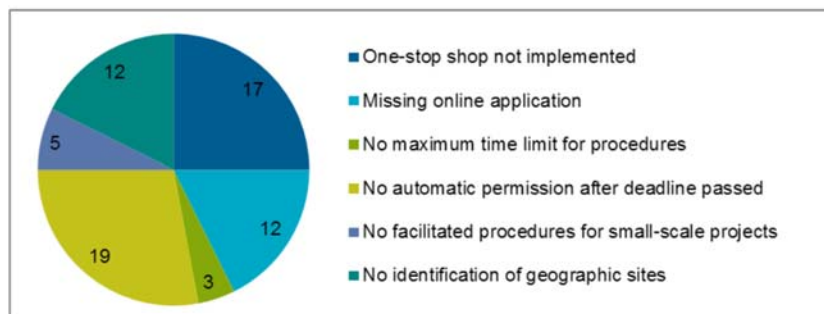 12
17
5
12
19
3
One-stop shop not implemented
Missing online application
No maximum time limit for procedures
No automatic permission after deadline passed
No facilitated procedures for small-scale projects
No identification of geographic sites